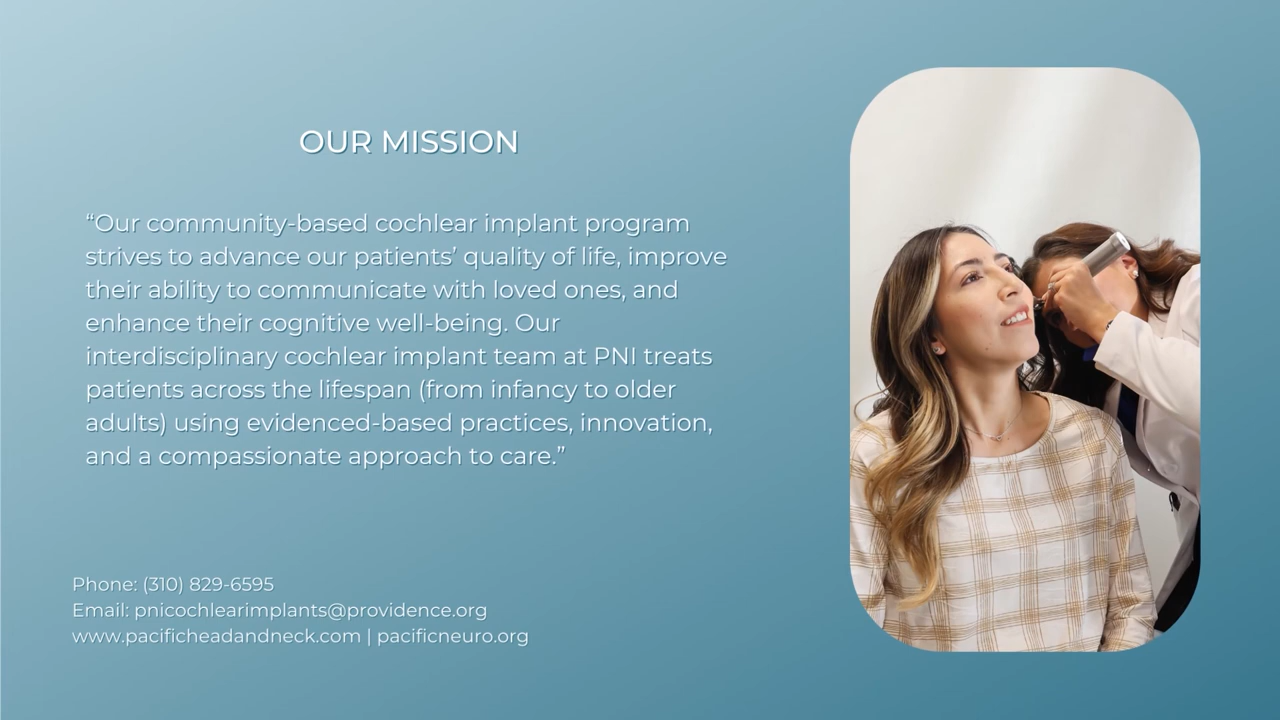 OUR MISSION
“Our community-based cochlear implant program
strives to advance our patients’ quality of life, improve
their ability to communicate with loved ones, and
enhance their cognitive well-being. Our
interdisciplinary cochlear implant team at PNI treats
patients across the lifespan (from infancy to older
adults) using evidenced-based practices, innovation,
and a compassionate approach to care.”
Phone: (310) 829-6595
Email: pnicochlearimplants@providence.org
www.pacificheadandneck.com | pacificneuro.org